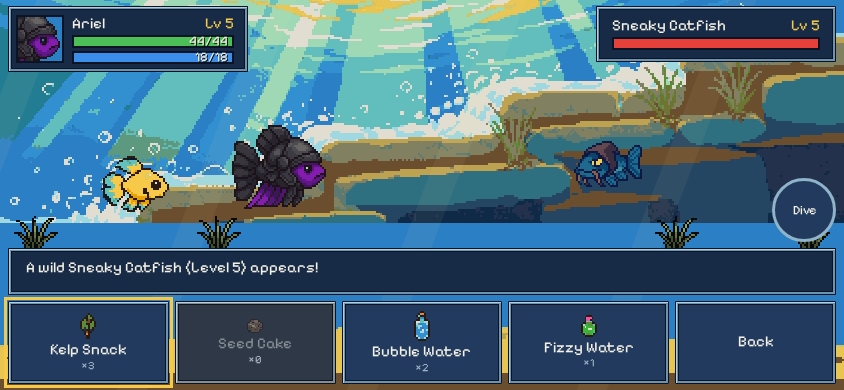 Ariel Lv 5
44/44
18/18
Sneaky Catfish Lv 5
Dive
A wild Sneaky Catfish (Level 5) appears!
Kelp Snack
×3
Seed Cake
×0
Bubble Water
×2
Fizzy Water
×1
Back